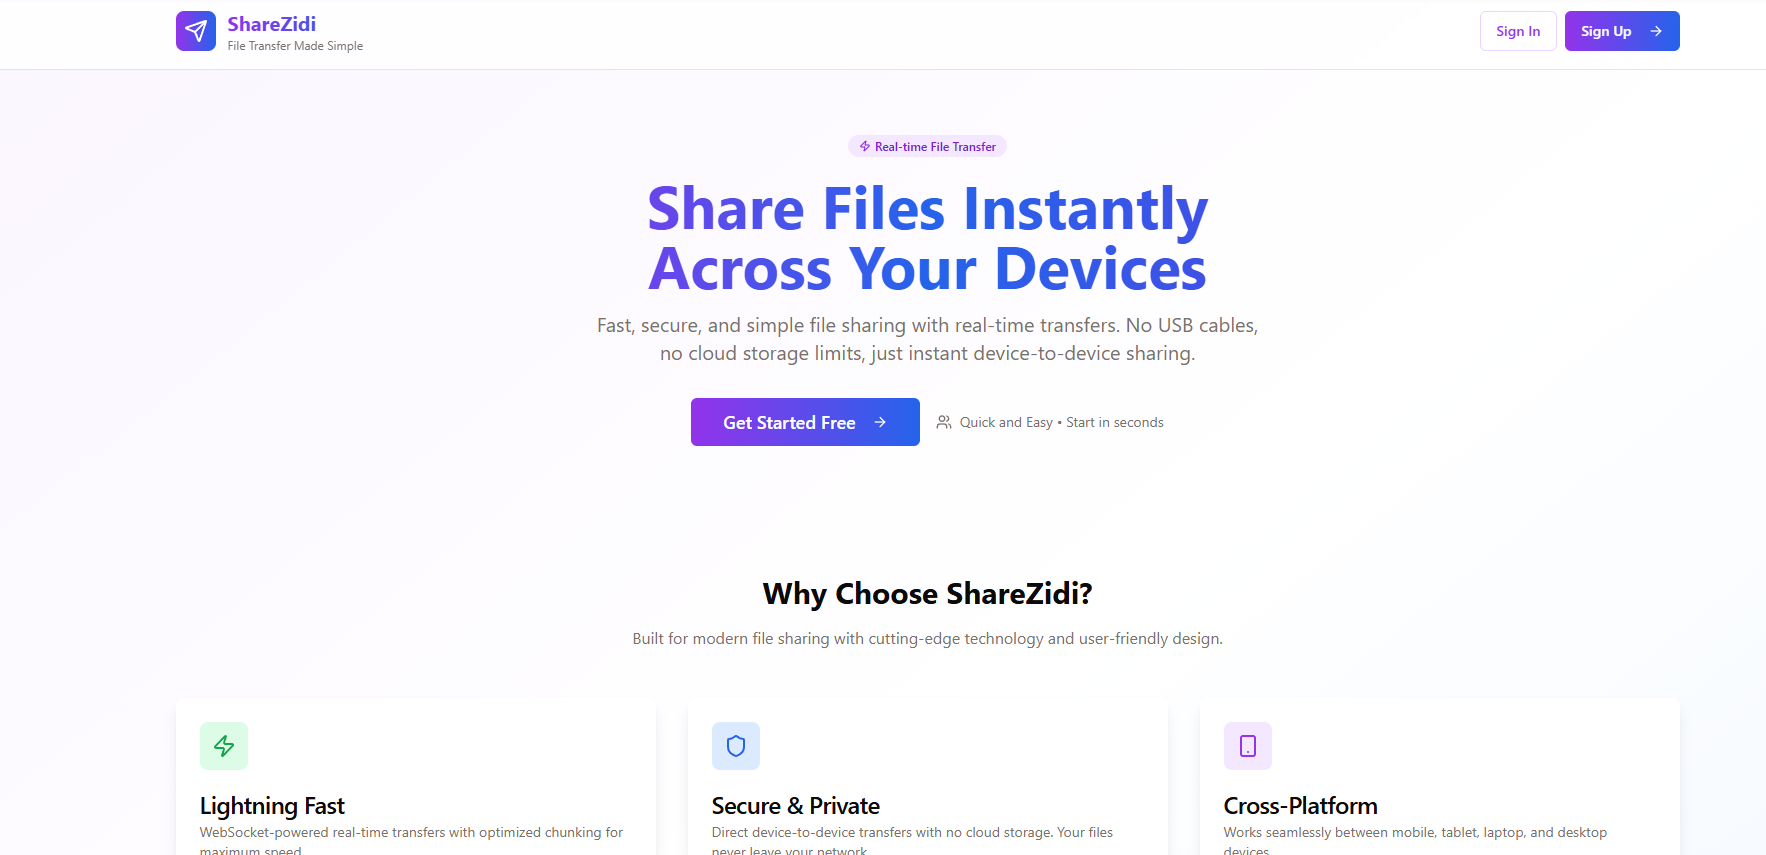 ShareZidi
File Transfer Made Simple
Sign In
Sign Up
Real-time File Transfer
Share Files Instantly
Across Your Devices
Fast, secure, and simple file sharing with real-time transfers. No USB cables,
no cloud storage limits, just instant device-to-device sharing.
Get Started Free
Quick and Easy • Start in seconds
Why Choose ShareZidi?
Built for modern file sharing with cutting-edge technology and user-friendly design.
Lightning Fast
WebSocket-powered real-time transfers with optimized chunking for
maximum speed
Secure & Private
Direct device-to-device transfers with no cloud storage. Your files
never leave your network
Cross-Platform
Works seamlessly between mobile, tablet, laptop, and desktop
devices